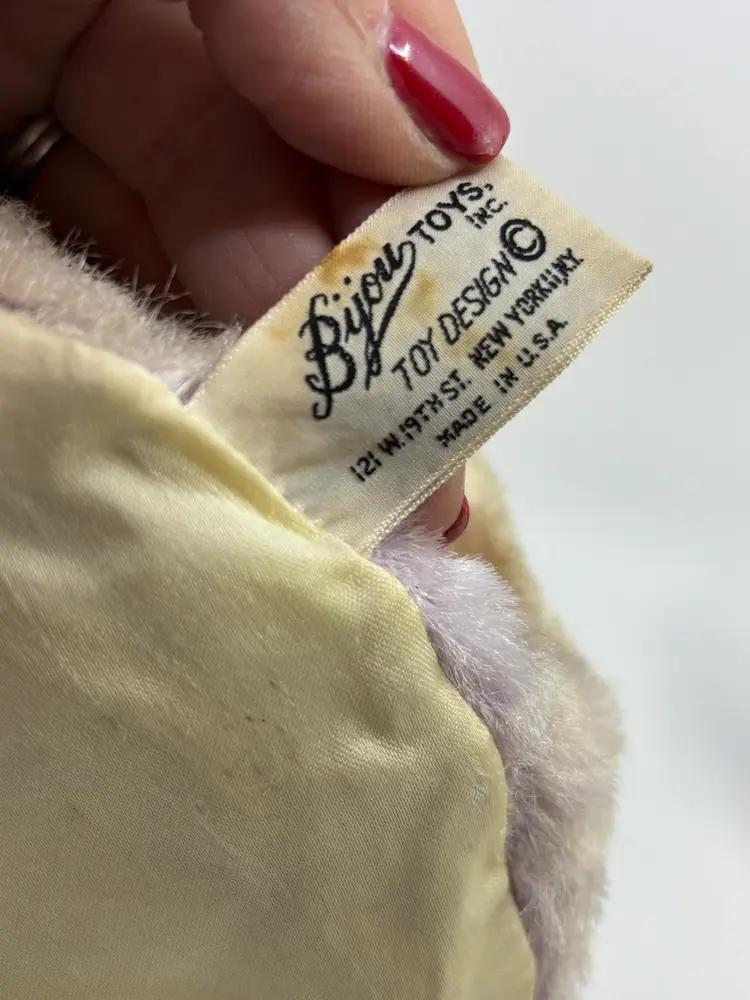 Bijou TOYS, INC.
TOY DESIGN ©
121 W. 19TH ST. NEW YORK 11, N.Y.
MADE IN U.S.A.